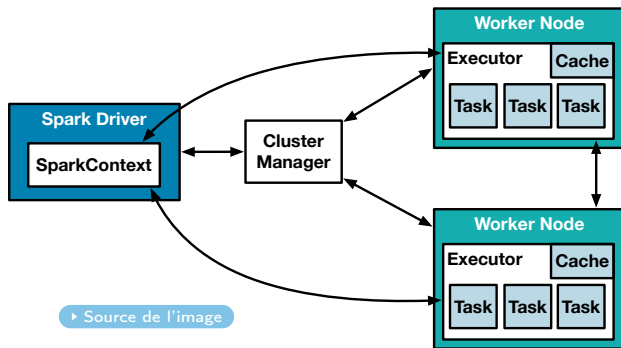 Spark Driver
SparkContext
Cluster
Manager
Worker Node
Executor
Cache
Task Task Task
Worker Node
Executor
Cache
Task Task Task
Source de l'image